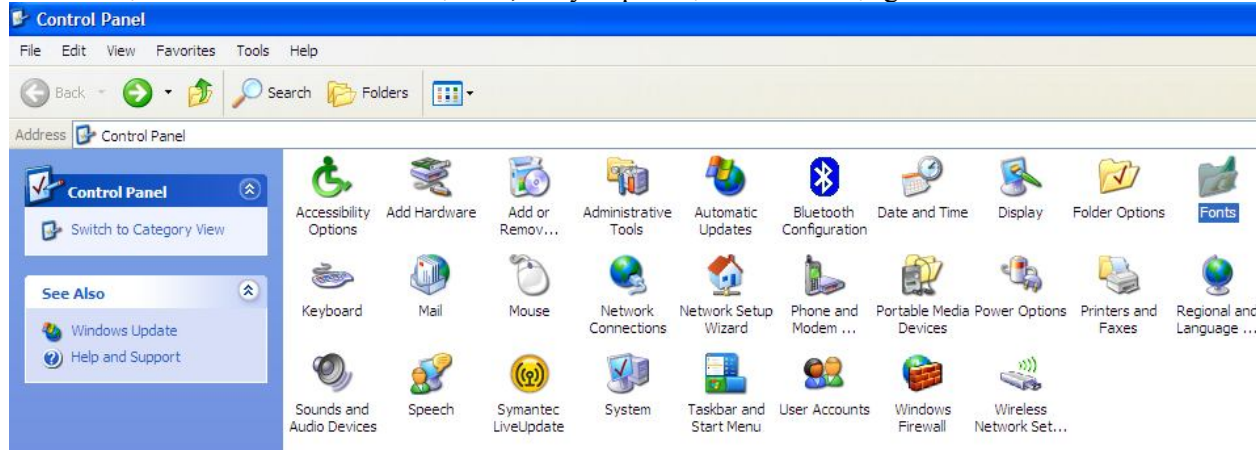 Control Panel
File Edit View Favorites Tools Help
Back Search Folders
Address Control Panel
Control Panel
Switch to Category View
See Also
Windows Update
Help and Support
Accessibility Options
Add Hardware
Add or Remov...
Administrative Tools
Automatic Updates
Bluetooth Configuration
Date and Time
Display
Folder Options
Fonts
Keyboard
Mail
Mouse
Network Connections
Network Setup Wizard
Phone and Modem ...
Portable Media Devices
Power Options
Printers and Faxes
Regional and Language ...
Sounds and Audio Devices
Speech
Symantec LiveUpdate
System
Taskbar and Start Menu
User Accounts
Windows Firewall
Wireless Network Set...